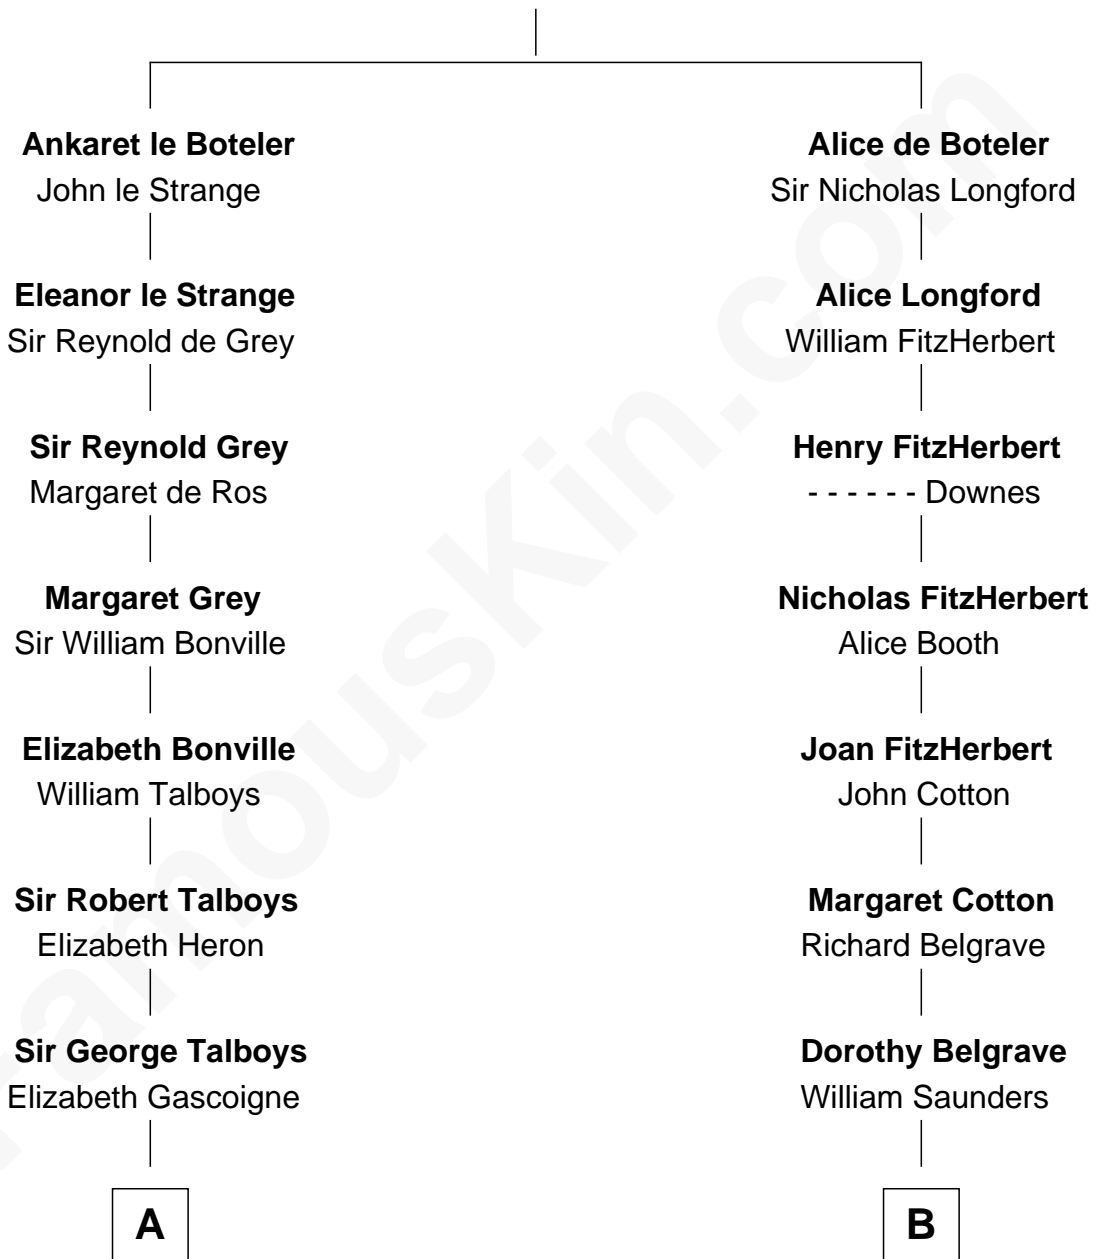 Ankaret le Boteler
John le Strange
Eleanor le Strange
Sir Reynold de Grey
Sir Reynold Grey
Margaret de Ros
Margaret Grey
Sir William Bonville
Elizabeth Bonville
William Talboys
Sir Robert Talboys
Elizabeth Heron
Sir George Talboys
Elizabeth Gascoigne
A
Alice de Boteler
Sir Nicholas Longford
Alice Longford
William FitzHerbert
Henry FitzHerbert
- - - - - - Downes
Nicholas FitzHerbert
Alice Booth
Joan FitzHerbert
John Cotton
Margaret Cotton
Richard Belgrave
Dorothy Belgrave
William Saunders
B
FamousKin.com